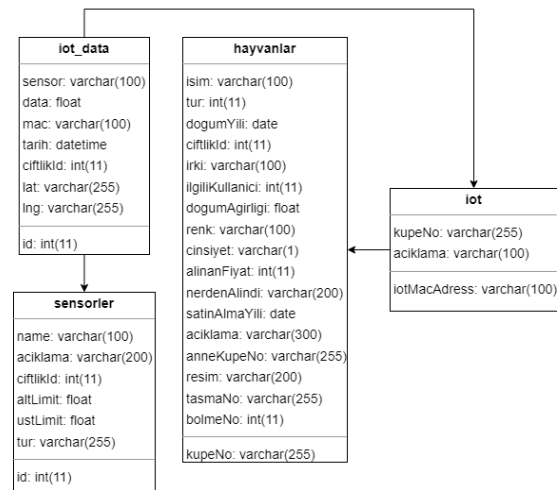 iot_data
sensor: varchar(100)
data: float
mac: varchar(100)
tarih: datetime
ciftlikId: int(11)
lat: varchar(255)
lng: varchar(255)
id: int(11)
sensorler
name: varchar(100)
aciklama: varchar(200)
ciftlikId: int(11)
altLimit: float
ustLimit: float
tur: varchar(255)
id: int(11)
hayvanlar
isim: varchar(100)
tur: int(11)
dogumYili: date
ciftlikId: int(11)
irki: varchar(100)
ilgiliKullanici: int(11)
dogumAgirligi: float
renk: varchar(100)
cinsiyet: varchar(1)
alinanFiyat: int(11)
nerdenAlindi: varchar(200)
satinAlmaYili: date
aciklama: varchar(300)
anneKupeNo: varchar(255)
resim: varchar(200)
tasmaNo: varchar(255)
bolmeNo: int(11)
kupeNo: varchar(255)
iot
kupeNo: varchar(255)
aciklama: varchar(100)
iotMacAdress: varchar(100)